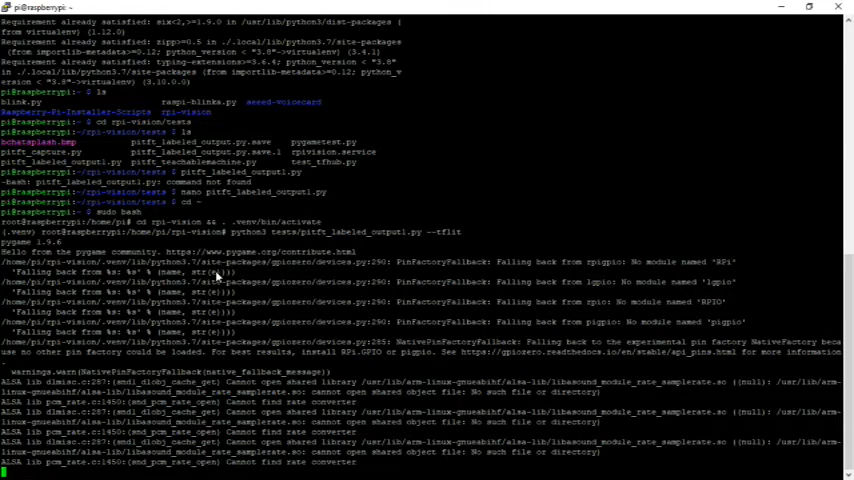 pi@raspberrypi: ~
Requirement already satisfied: six<2,>=1.9.0 in /usr/lib/python3/dist-packages (
from virtualenv) (1.12.0)
Requirement already satisfied: zipp>=0.5 in ./.local/lib/python3.7/site-packages
(from importlib-metadata>=0.12; python_version < "3.8"->virtualenv) (3.4.1)
Requirement already satisfied: typing-extensions>=3.6.4; python_version < "3.8"
in ./.local/lib/python3.7/site-packages (from importlib-metadata>=0.12; python_v
ersion < "3.8"->virtualenv) (3.10.0.0)
pi@raspberrypi:~ $ ls
blink.py raspi-blinka.py seeed-voicecard
Raspberry-Pi-Installer-Scripts rpi-vision
pi@raspberrypi:~ $ cd rpi-vision/tests
pi@raspberrypi:~/rpi-vision/tests $ ls
bchatsplash.bmp pitft_labeled_output.py.save pygametest.py
pitft_capture.py pitft_labeled_output.py.save.1 rpivision.service
pitft_labeled_output1.py pitft_teachablemachine.py test_tfhub.py
pi@raspberrypi:~/rpi-vision/tests $ pitft_labeled_output1.py
-bash: pitft_labeled_output1.py: command not found
pi@raspberrypi:~/rpi-vision/tests $ nano pitft_labeled_output1.py
pi@raspberrypi:~/rpi-vision/tests $ cd ~
pi@raspberrypi:~ $ sudo bash
root@raspberrypi:/home/pi# cd rpi-vision && . .venv/bin/activate
(.venv) root@raspberrypi:/home/pi/rpi-vision# python3 tests/pitft_labeled_output1.py --tflit
pygame 1.9.6
Hello from the pygame community. https://www.pygame.org/contribute.html
/home/pi/rpi-vision/.venv/lib/python3.7/site-packages/gpiozero/devices.py:290: PinFactoryFallback: Falling back from rpigpio: No module named 'RPi'
'Falling back from %s: %s' % (name, str(e)))
/home/pi/rpi-vision/.venv/lib/python3.7/site-packages/gpiozero/devices.py:290: PinFactoryFallback: Falling back from lgpio: No module named 'lgpio'
'Falling back from %s: %s' % (name, str(e)))
/home/pi/rpi-vision/.venv/lib/python3.7/site-packages/gpiozero/devices.py:290: PinFactoryFallback: Falling back from rpio: No module named 'RPIO'
'Falling back from %s: %s' % (name, str(e)))
/home/pi/rpi-vision/.venv/lib/python3.7/site-packages/gpiozero/devices.py:290: PinFactoryFallback: Falling back from pigpio: No module named 'pigpio'
'Falling back from %s: %s' % (name, str(e)))
/home/pi/rpi-vision/.venv/lib/python3.7/site-packages/gpiozero/devices.py:285: NativePinFactoryFallback: Falling back to the experimental pin factory NativeFactory beca
use no other pin factory could be loaded. For best results, install RPi.GPIO or pigpio. See https://gpiozero.readthedocs.io/en/stable/api_pins.html for more information
.
warnings.warn(NativePinFactoryFallback(native_fallback_message))
ALSA lib dlmisc.c:287:(snd1_dlobj_cache_get) Cannot open shared library /usr/lib/arm-linux-gnueabihf/alsa-lib/libasound_module_rate_samplerate.so ((null): /usr/lib/arm-
linux-gnueabihf/alsa-lib/libasound_module_rate_samplerate.so: cannot open shared object file: No such file or directory)
ALSA lib pcm_rate.c:1450:(snd_pcm_rate_open) Cannot find rate converter
ALSA lib dlmisc.c:287:(snd1_dlobj_cache_get) Cannot open shared library /usr/lib/arm-linux-gnueabihf/alsa-lib/libasound_module_rate_samplerate.so ((null): /usr/lib/arm-
linux-gnueabihf/alsa-lib/libasound_module_rate_samplerate.so: cannot open shared object file: No such file or directory)
ALSA lib pcm_rate.c:1450:(snd_pcm_rate_open) Cannot find rate converter
ALSA lib dlmisc.c:287:(snd1_dlobj_cache_get) Cannot open shared library /usr/lib/arm-linux-gnueabihf/alsa-lib/libasound_module_rate_samplerate.so ((null): /usr/lib/arm-
linux-gnueabihf/alsa-lib/libasound_module_rate_samplerate.so: cannot open shared object file: No such file or directory)
ALSA lib pcm_rate.c:1450:(snd_pcm_rate_open) Cannot find rate converter